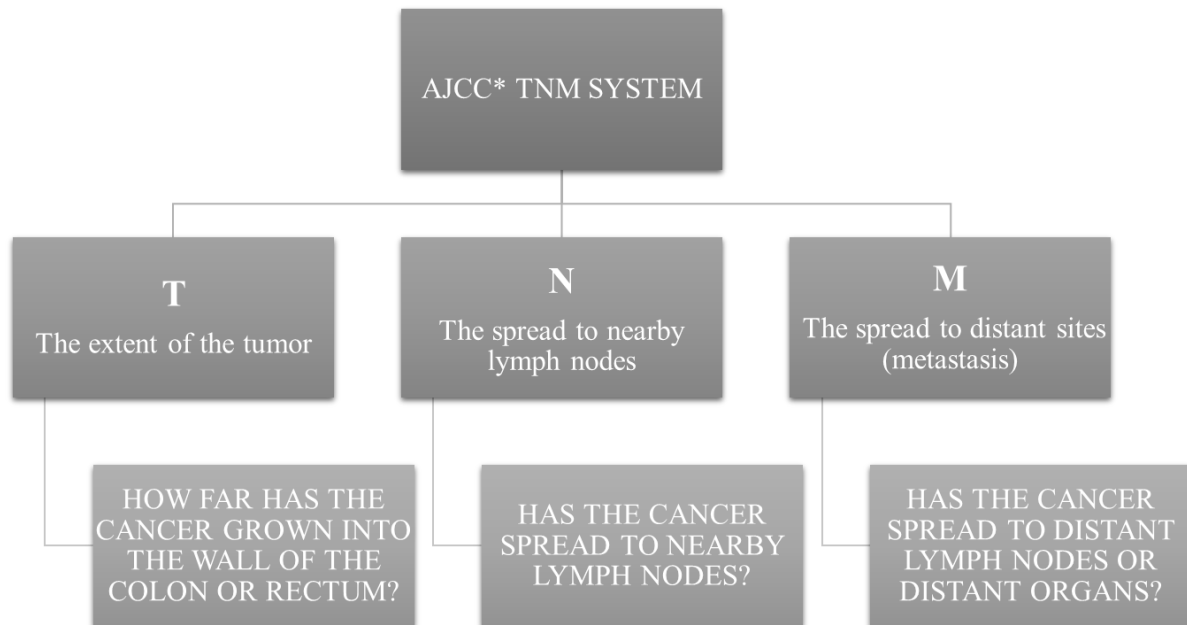 AJCC* TNM SYSTEM
T
The extent of the tumor
N
The spread to nearby
lymph nodes
M
The spread to distant sites
(metastasis)
HOW FAR HAS THE
CANCER GROWN INTO
THE WALL OF THE
COLON OR RECTUM?
HAS THE CANCER
SPREAD TO NEARBY
LYMPH NODES?
HAS THE CANCER
SPREAD TO DISTANT
LYMPH NODES OR
DISTANT ORGANS?